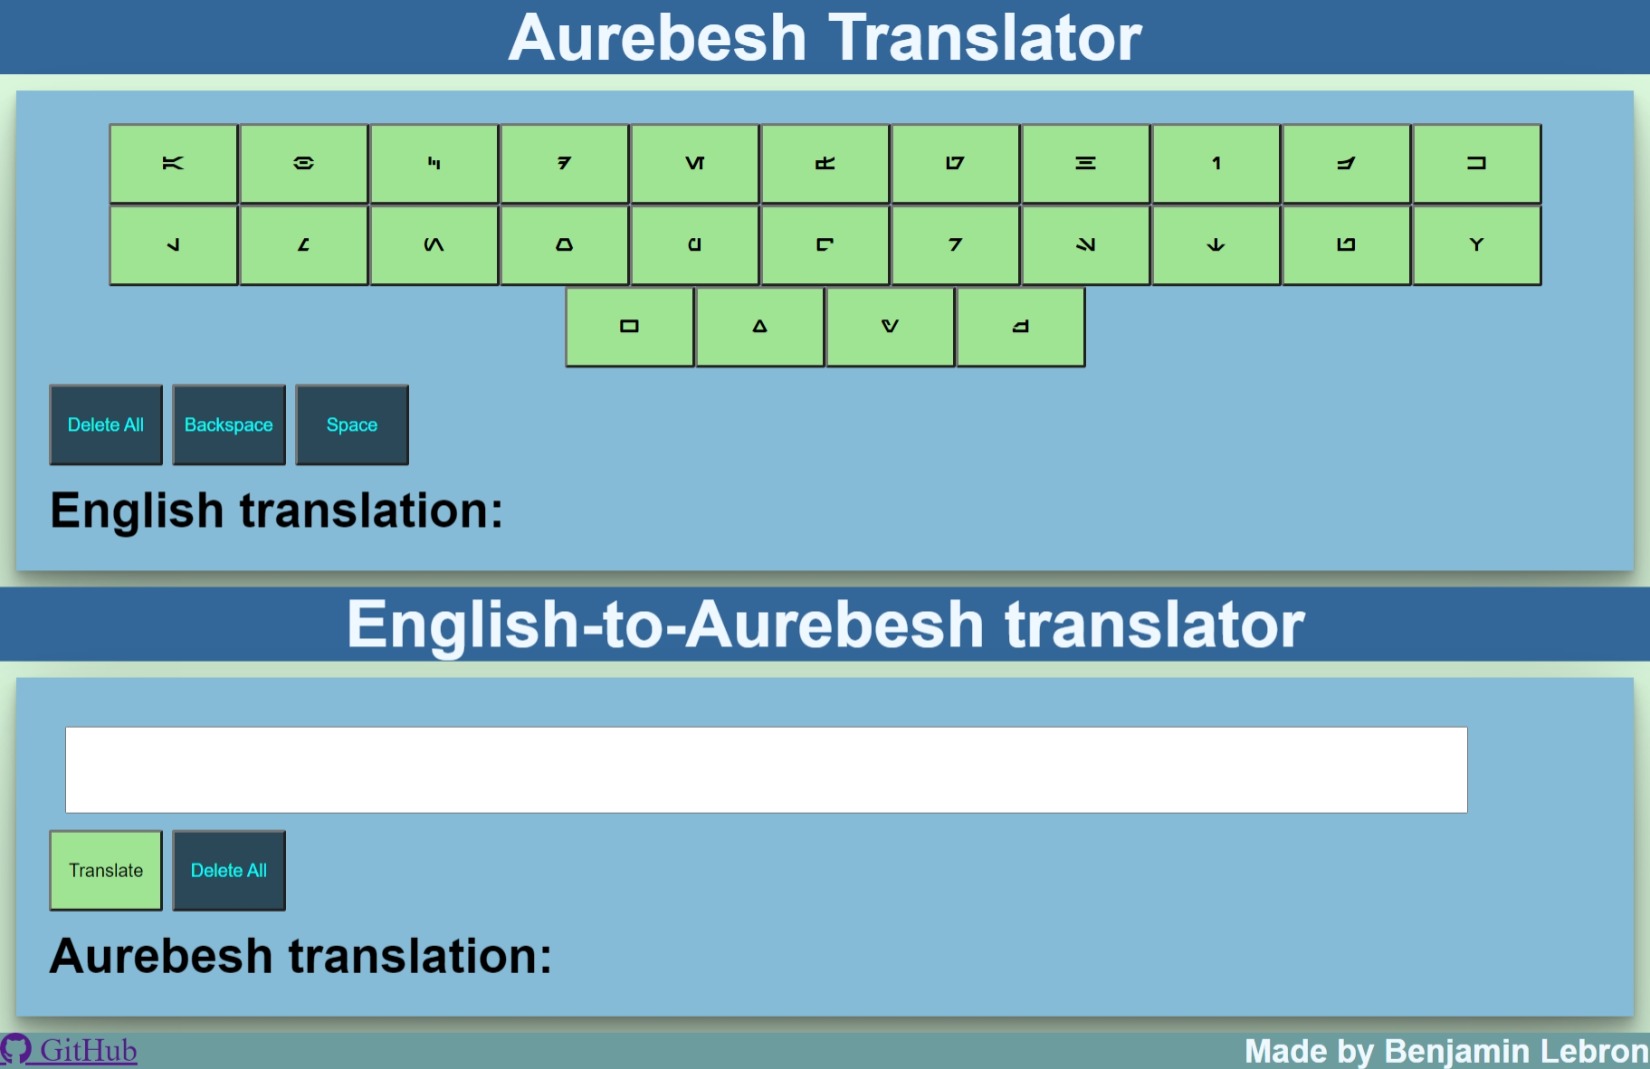 Aurebesh Translator
Delete All Backspace Space
English translation:
English-to-Aurebesh translator
Translate Delete All
Aurebesh translation:
GitHub Made by Benjamin Lebron